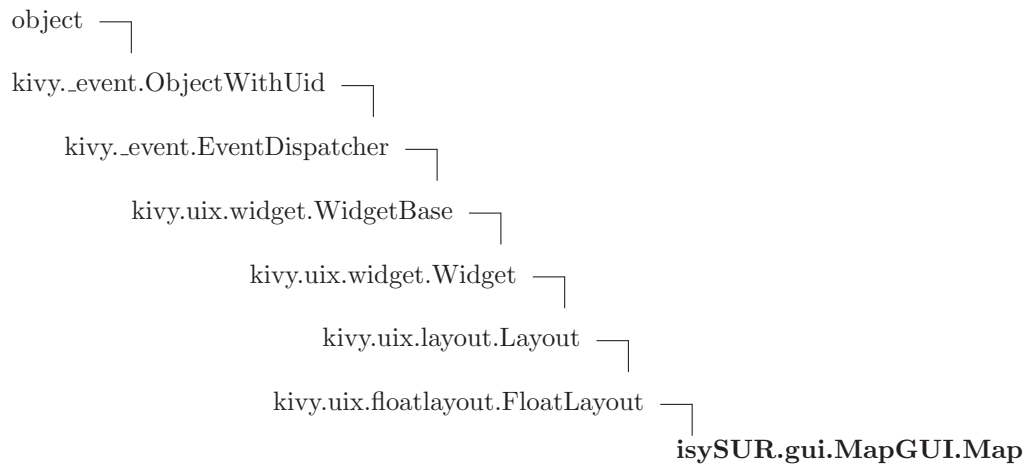 object
kivy._event.ObjectWithUid
kivy._event.EventDispatcher
kivy.uix.widget.WidgetBase
kivy.uix.widget.Widget
kivy.uix.layout.Layout
kivy.uix.floatlayout.FloatLayout
isySUR.gui.MapGUI.Map